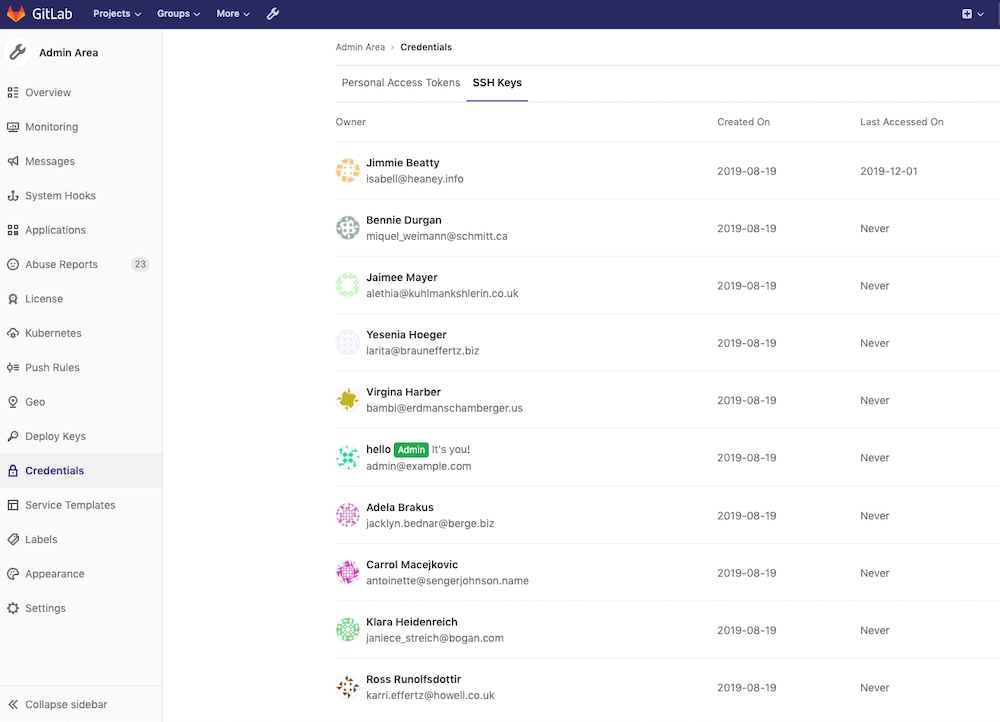 GitLab Projects Groups More
Admin Area
Overview
Monitoring
Messages
System Hooks
Applications
Abuse Reports 23
License
Kubernetes
Push Rules
Geo
Deploy Keys
Credentials
Service Templates
Labels
Appearance
Settings
Collapse sidebar
Admin Area › Credentials
Personal Access Tokens SSH Keys
Owner Created On Last Accessed On
Jimmie Beatty
isabell@heaney.info
2019-08-19 2019-12-01
Bennie Durgan
miquel_weimann@schmitt.ca
2019-08-19 Never
Jaimee Mayer
alethia@kuhlmankshlerin.co.uk
2019-08-19 Never
Yesenia Hoeger
larita@brauneffertz.biz
2019-08-19 Never
Virgina Harber
bambi@erdmanschamberger.us
2019-08-19 Never
hello Admin It's you!
admin@example.com
2019-08-19 Never
Adela Brakus
jacklyn.bednar@berge.biz
2019-08-19 Never
Carrol Macejkovic
antoinette@sengerjohnson.name
2019-08-19 Never
Klara Heidenreich
janiece_streich@bogan.com
2019-08-19 Never
Ross Runolfsdottir
karri.effertz@howell.co.uk
2019-08-19 Never